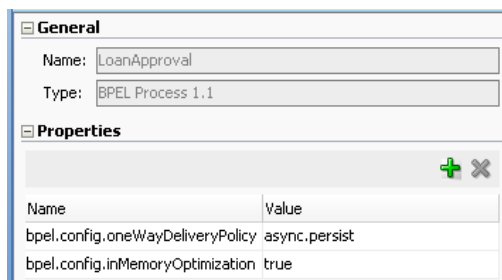 General
Name: LoanApproval
Type: BPEL Process 1.1
Properties
Name Value
bpel.config.oneWayDeliveryPolicy async.persist
bpel.config.inMemoryOptimization true